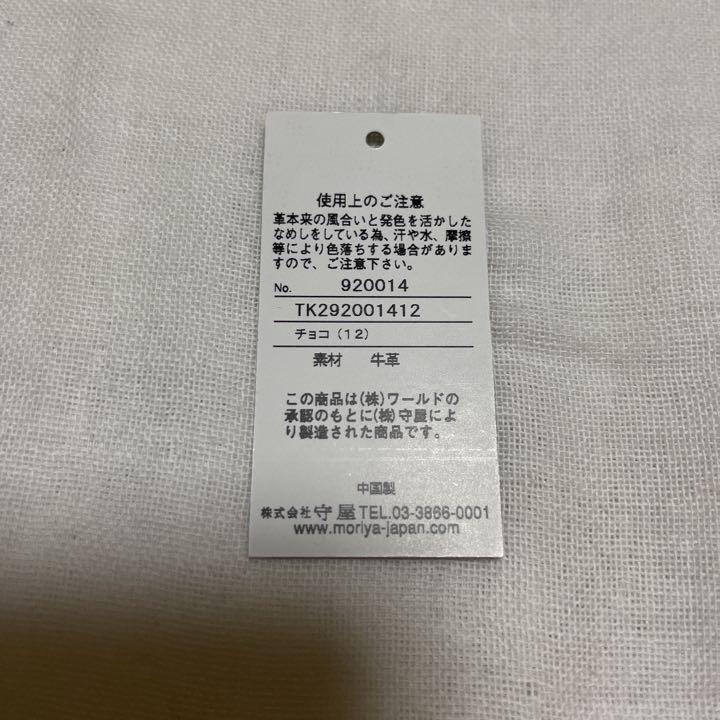 使用上のご注意
革本来の風合いと発色を活かした
なめしをしている為、汗や水、摩擦
等により色落ちする場合がありま
すので、ご注意下さい。
No. 920014
TK292001412
チョコ(12)
素材 牛革
この商品は(株)ワールドの
承認のもとに(株)守屋によ
り製造された商品です。
中国製
株式会社 守屋 TEL.03-3866-0001
www.moriya-japan.com